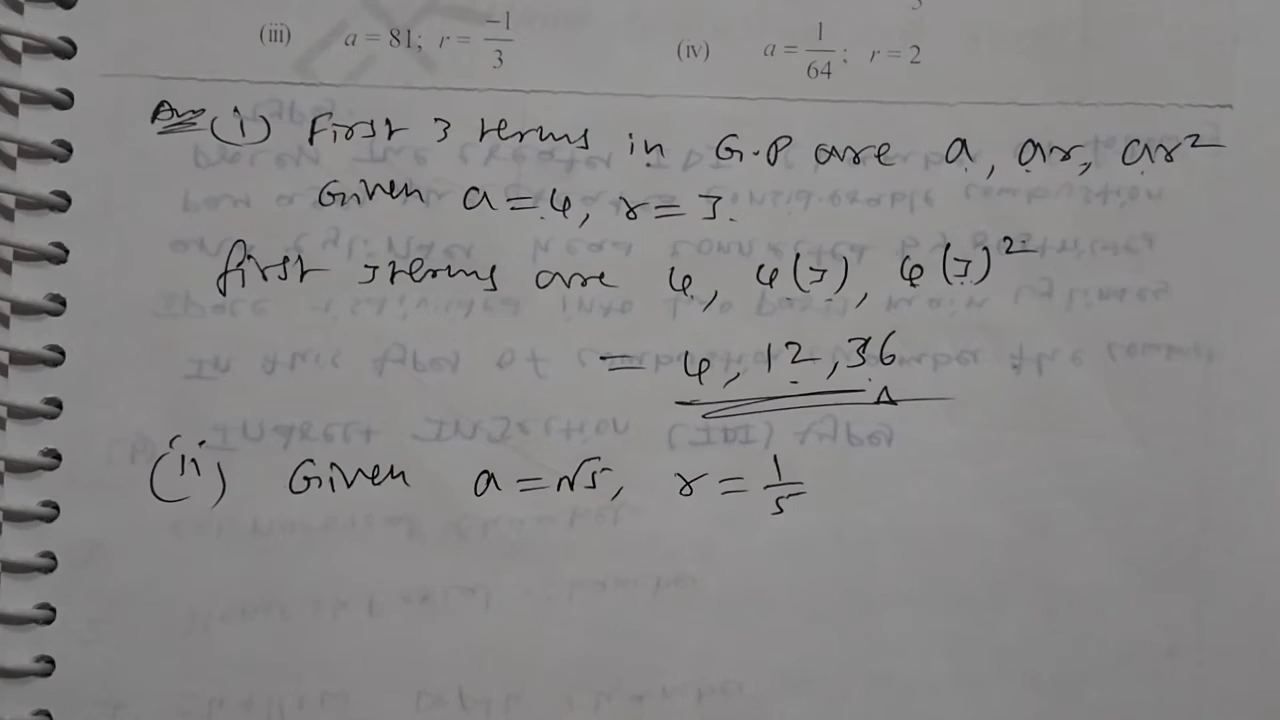 (iii) a = 81; r = -1/3 (iv) a = 1/64; r = 2
Ans (i) First 3 terms in G.P are a, ar, ar²
Given a = 4, r = 3.
first 3 terms are 4, 4(3), 4(3)²
= 4, 12, 36
(ii) Given a = √5, r = 1/5